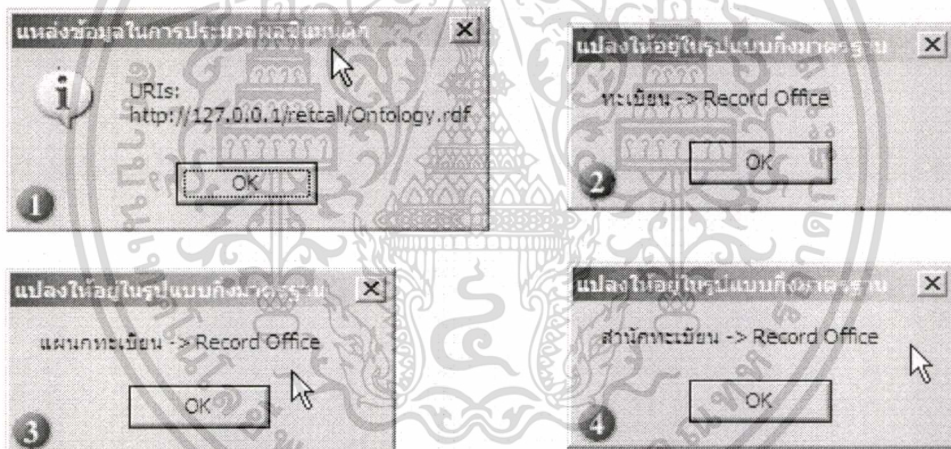 แหล่งข้อมูลในการประมวลผลซีแมนติก
URIs:
http://127.0.0.1/retcall/Ontology.rdf
OK
1
แปลงให้อยู่ในรูปแบบกึ่งมาตรฐาน
ทะเบียน -> Record Office
OK
2
แปลงให้อยู่ในรูปแบบกึ่งมาตรฐาน
แผนกทะเบียน -> Record Office
OK
3
แปลงให้อยู่ในรูปแบบกึ่งมาตรฐาน
สำนักทะเบียน -> Record Office
OK
4